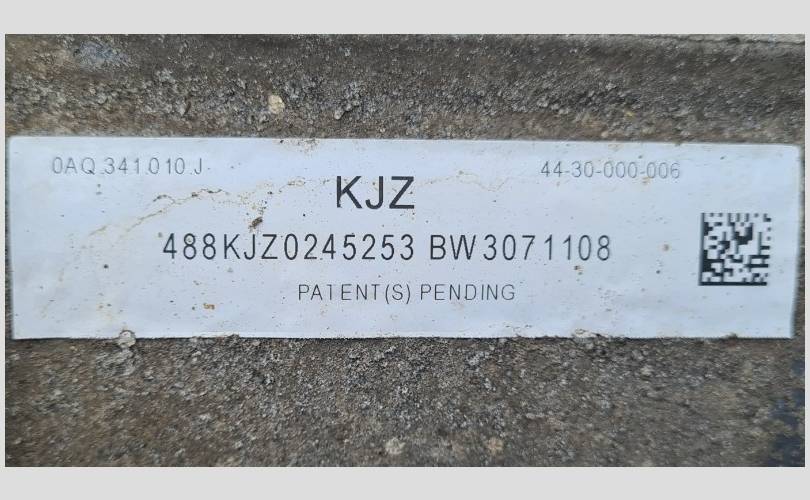 0AQ.341.010.J. 44-30-000-006
KJZ
488KJZ0245253 BW3071108
PATENT(S) PENDING